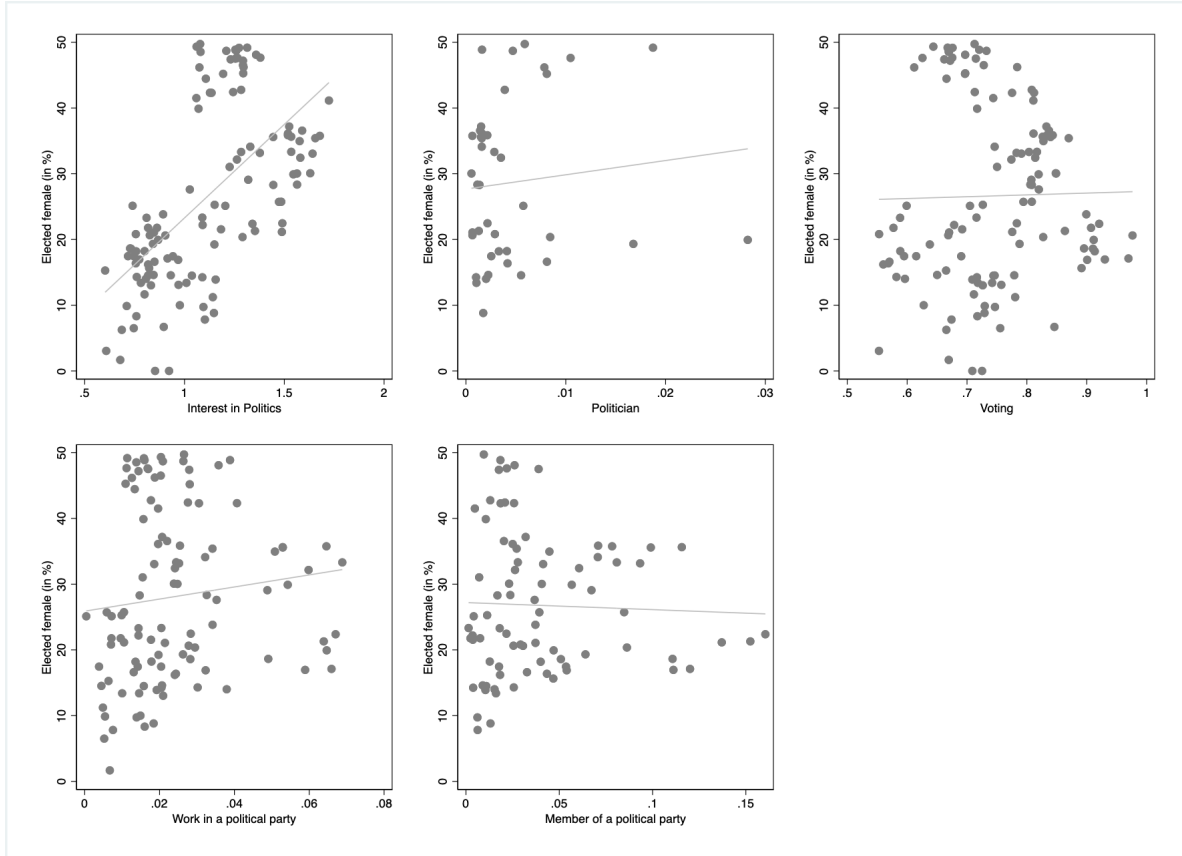 Elected female (in %)
0 10 20 30 40 50
.5 1 1.5 2
Interest in Politics
Elected female (in %)
0 10 20 30 40 50
0 .01 .02 .03
Politician
Elected female (in %)
0 10 20 30 40 50
.5 .6 .7 .8 .9 1
Voting
Elected female (in %)
0 10 20 30 40 50
0 .02 .04 .06 .08
Work in a political party
Elected female (in %)
0 10 20 30 40 50
0 .05 .1 .15
Member of a political party